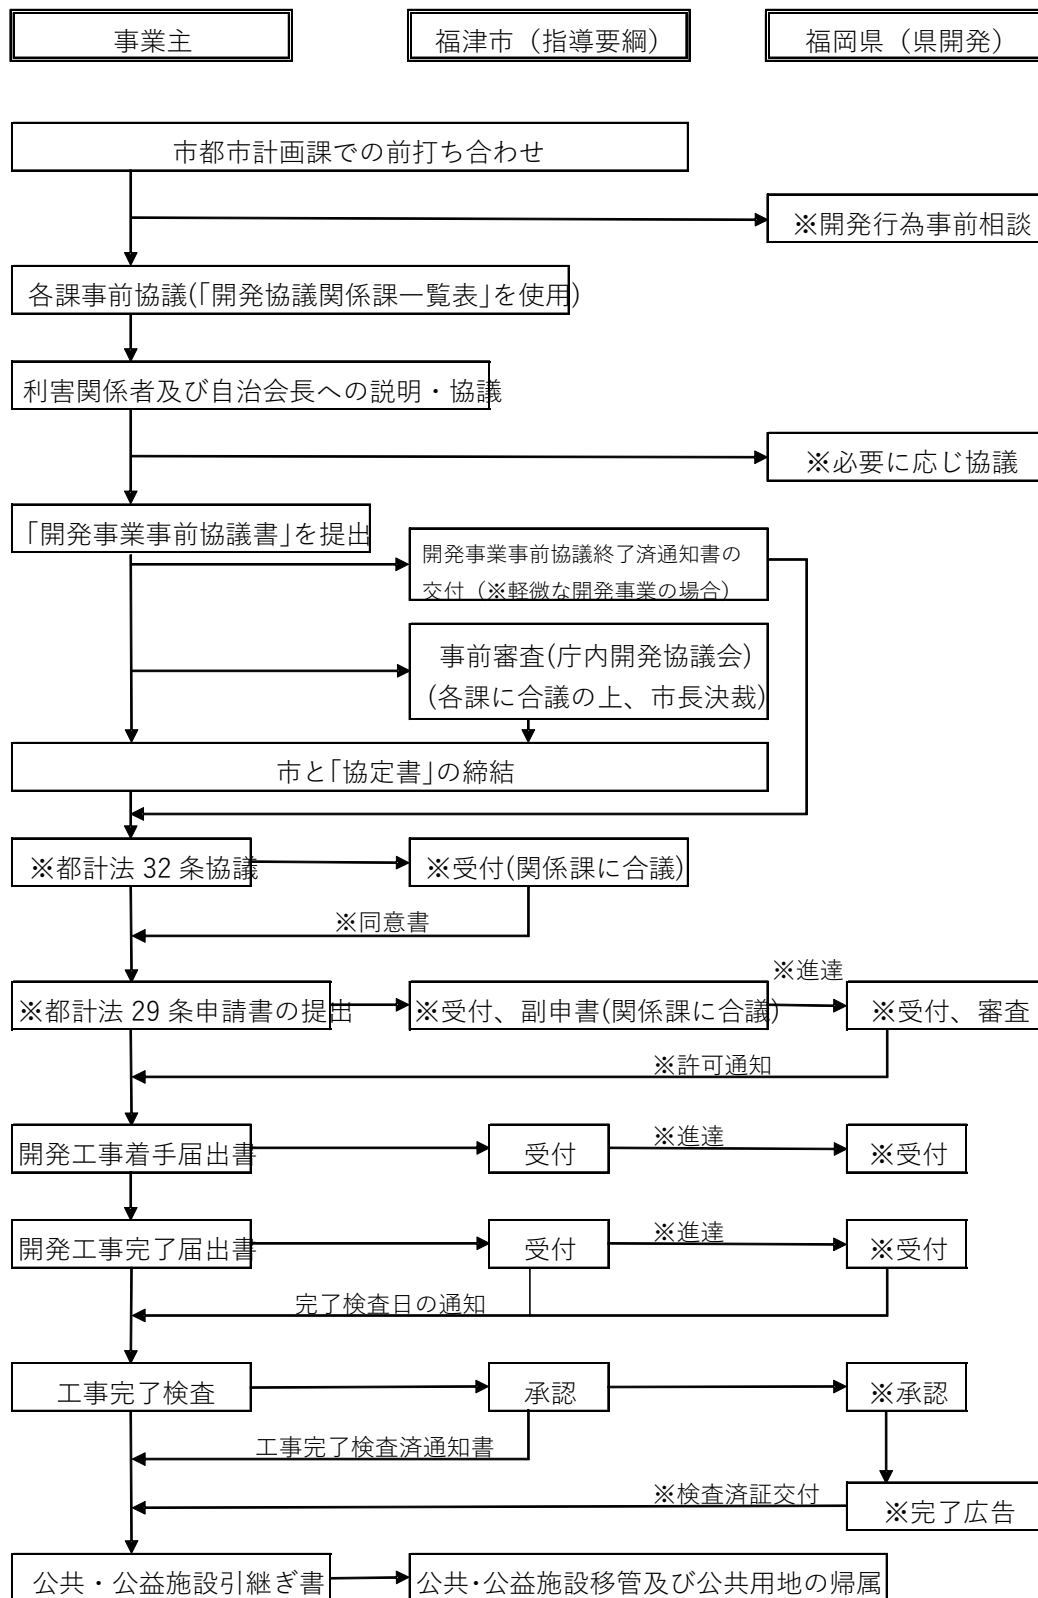 事業主
福津市（指導要綱）
福岡県（県開発）
市都市計画課での前打ち合わせ
※開発行為事前相談
各課事前協議(｢開発協議関係課一覧表｣を使用)
利害関係者及び自治会長への説明・協議
※必要に応じ協議
｢開発事業事前協議書｣を提出
開発事業事前協議終了済通知書の
交付（※軽微な開発事業の場合）
事前審査(庁内開発協議会)
(各課に合議の上、市長決裁)
市と｢協定書｣の締結
※都計法 32 条協議
※受付(関係課に合議)
※同意書
※進達
※都計法 29 条申請書の提出
※受付、副申書(関係課に合議)
※受付、審査
※許可通知
開発工事着手届出書
受付
※進達
※受付
開発工事完了届出書
受付
※進達
※受付
完了検査日の通知
工事完了検査
承認
※承認
工事完了検査済通知書
※検査済証交付
※完了広告
公共・公益施設引継ぎ書
公共･公益施設移管及び公共用地の帰属